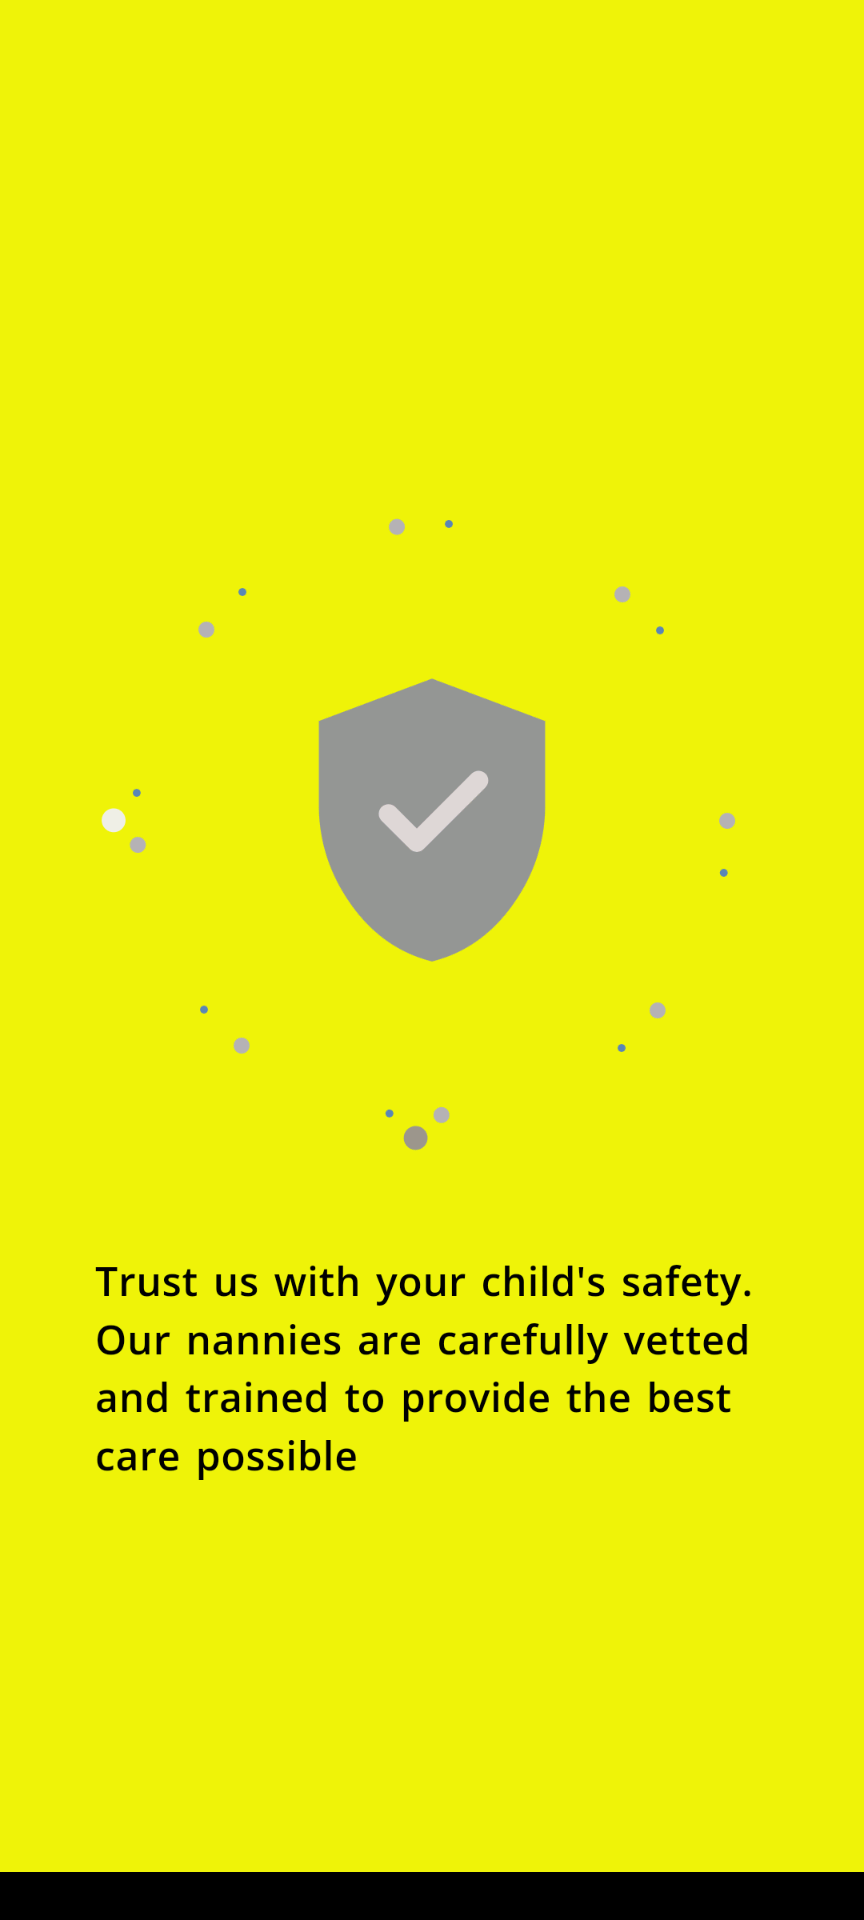 Trust us with your child's safety.
Our nannies are carefully vetted
and trained to provide the best
care possible